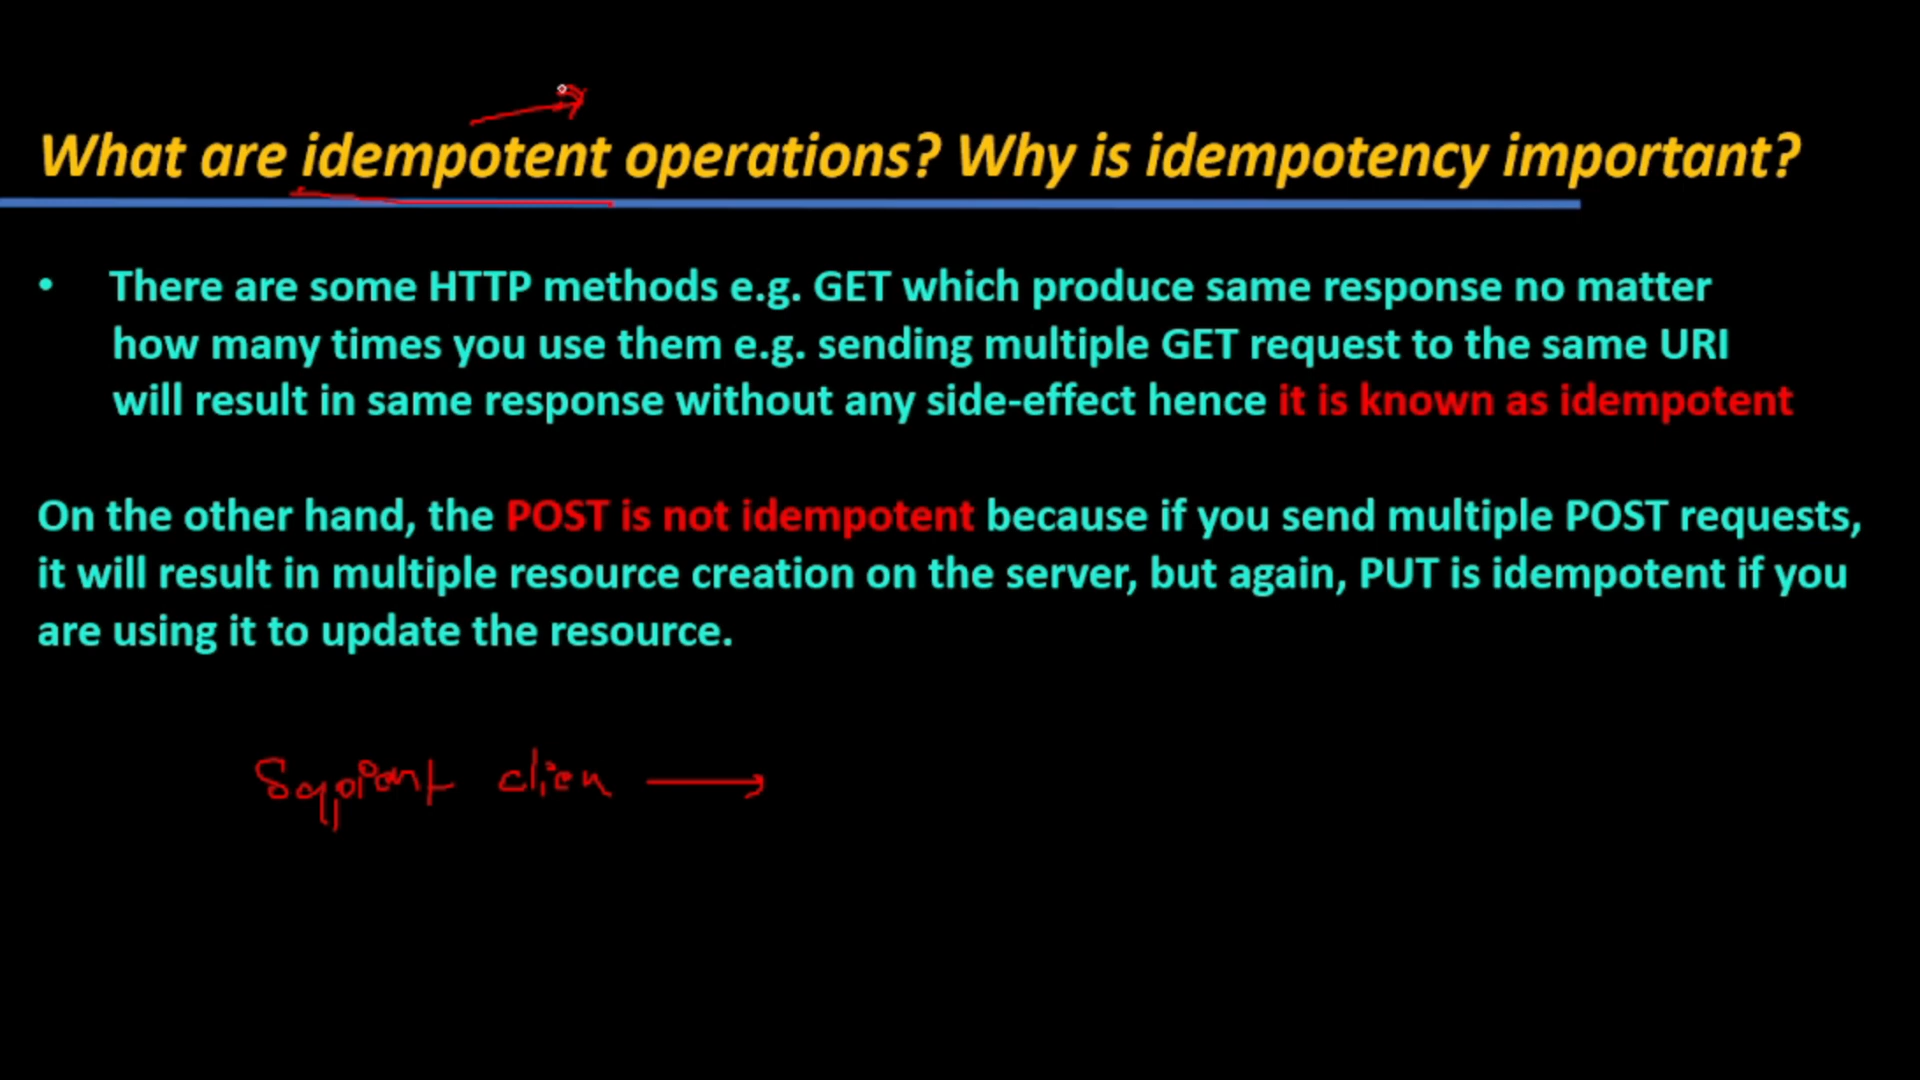 What are idempotent operations? Why is idempotency important?
• There are some HTTP methods e.g. GET which produce same response no matter
how many times you use them e.g. sending multiple GET request to the same URI
will result in same response without any side-effect hence it is known as idempotent
On the other hand, the POST is not idempotent because if you send multiple POST requests,
it will result in multiple resource creation on the server, but again, PUT is idempotent if you
are using it to update the resource.
clien